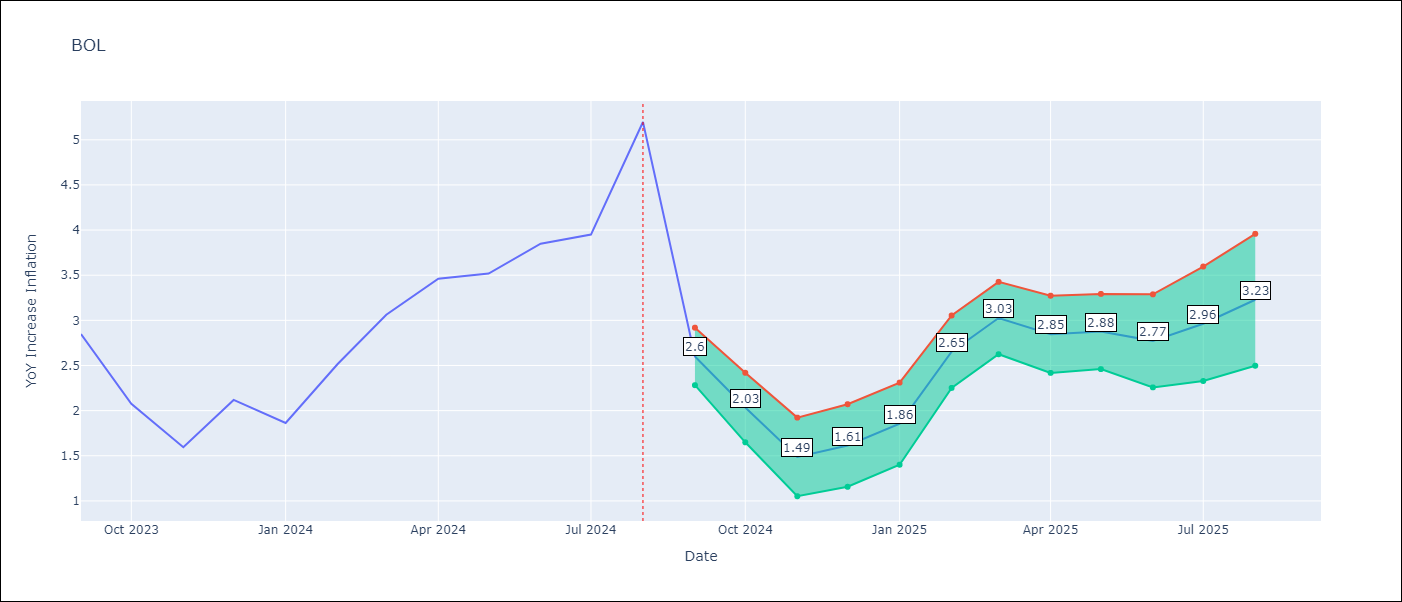 BOL
YoY Increase Inflation
5
4.5
4
3.5
3
2.5
2
1.5
1
2.6
2.03
1.49
1.61
1.86
2.65
3.03
2.85
2.88
2.77
2.96
3.23
Oct 2023
Jan 2024
Apr 2024
Jul 2024
Oct 2024
Jan 2025
Apr 2025
Jul 2025
Date